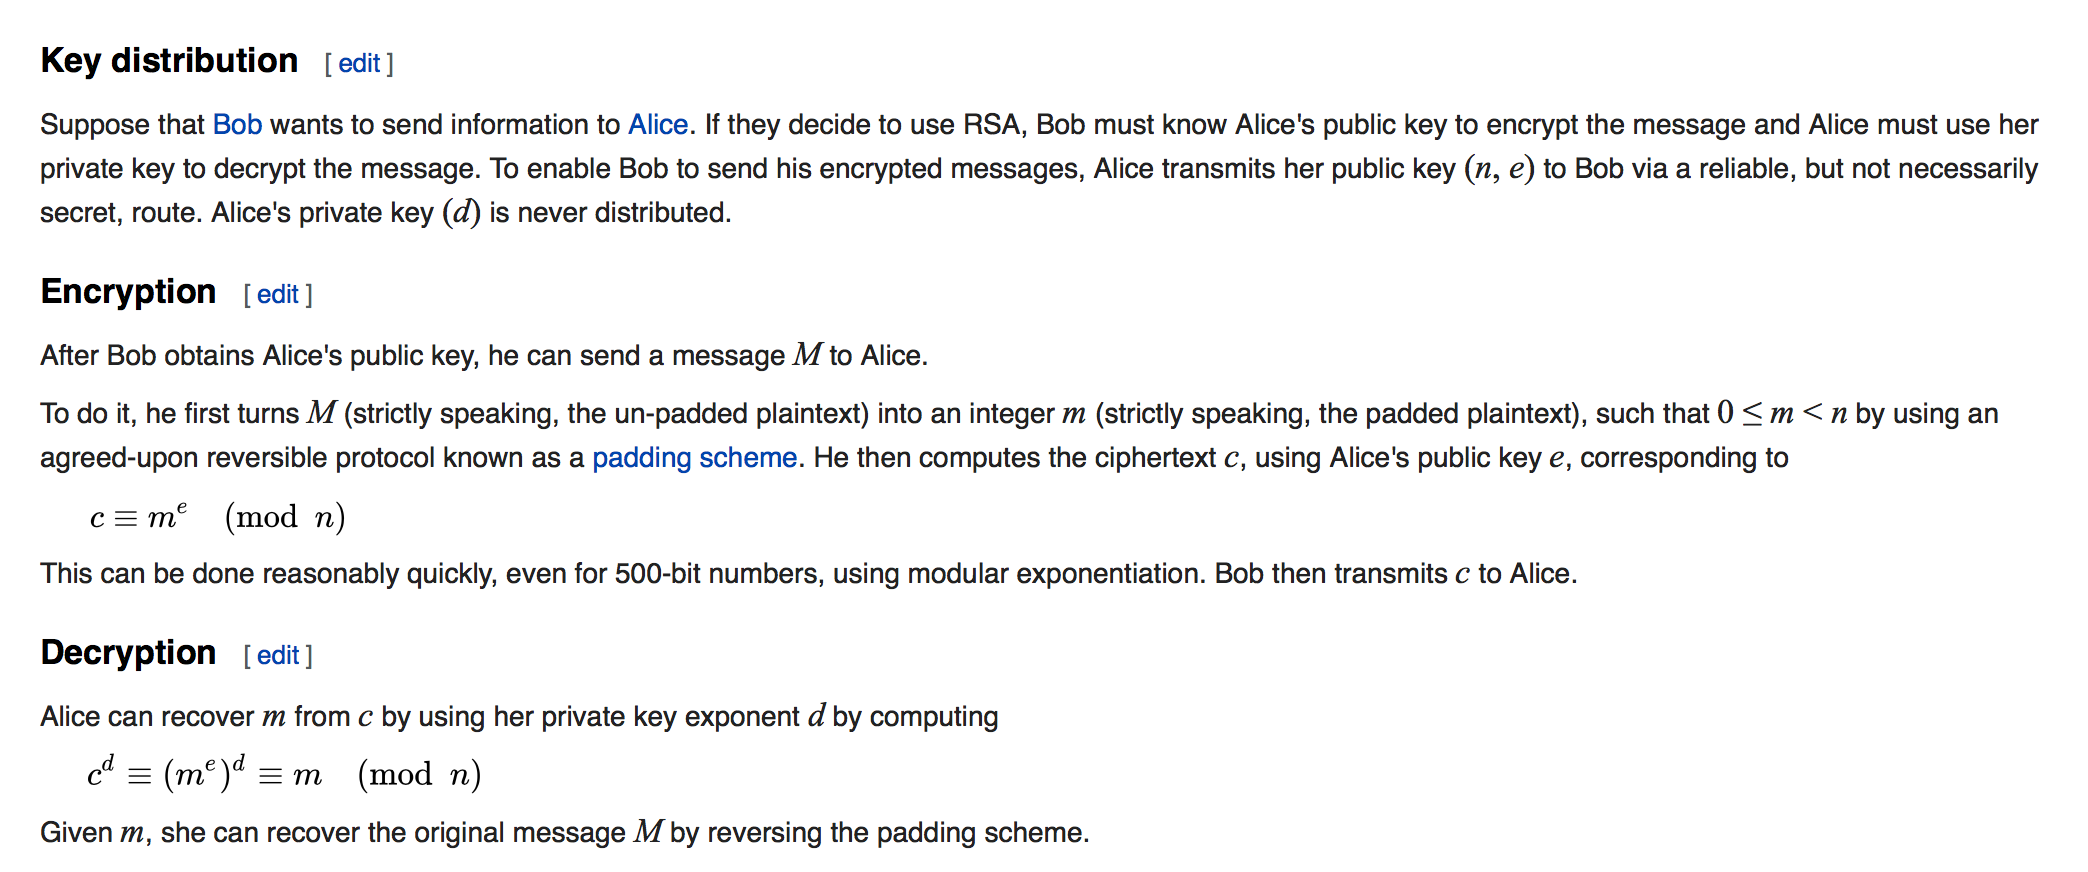 Key distribution [ edit ]
Suppose that Bob wants to send information to Alice. If they decide to use RSA, Bob must know Alice's public key to encrypt the message and Alice must use her
private key to decrypt the message. To enable Bob to send his encrypted messages, Alice transmits her public key (n, e) to Bob via a reliable, but not necessarily
secret, route. Alice's private key (d) is never distributed.
Encryption [ edit ]
After Bob obtains Alice's public key, he can send a message M to Alice.
To do it, he first turns M (strictly speaking, the un-padded plaintext) into an integer m (strictly speaking, the padded plaintext), such that 0 ≤ m < n by using an
agreed-upon reversible protocol known as a padding scheme. He then computes the ciphertext c, using Alice's public key e, corresponding to
c ≡ m^e (mod n)
This can be done reasonably quickly, even for 500-bit numbers, using modular exponentiation. Bob then transmits c to Alice.
Decryption [ edit ]
Alice can recover m from c by using her private key exponent d by computing
c^d ≡ (m^e)^d ≡ m (mod n)
Given m, she can recover the original message M by reversing the padding scheme.